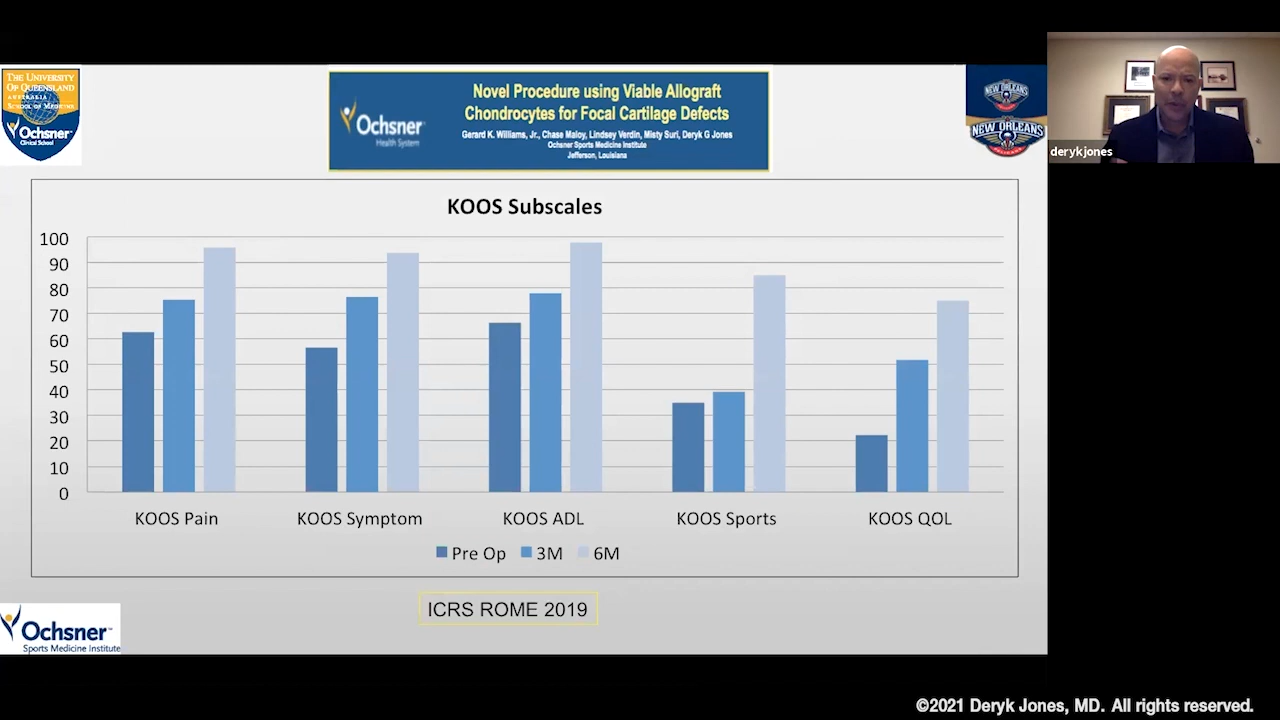 THE UNIVERSITY
OF QUEENSLAND
AUSTRALIA
SCHOOL OF MEDICINE
Ochsner
Clinical School
Ochsner
Health System
Novel Procedure using Viable Allograft
Chondrocytes for Focal Cartilage Defects
Gerard K. Williams, Jr., Chase Maloy, Lindsey Verdin, Misty Suri, Deryk G Jones
Ochsner Sports Medicine Institute
Jefferson, Louisiana
NEW ORLEANS
NEW ORLEANS
PELICANS
derykjones
KOOS Subscales
100
90
80
70
60
50
40
30
20
10
0
KOOS Pain
KOOS Symptom
KOOS ADL
KOOS Sports
KOOS QOL
Pre Op
3M
6M
ICRS ROME 2019
Ochsner™
Sports Medicine Institute
©2021 Deryk Jones, MD. All rights reserved.